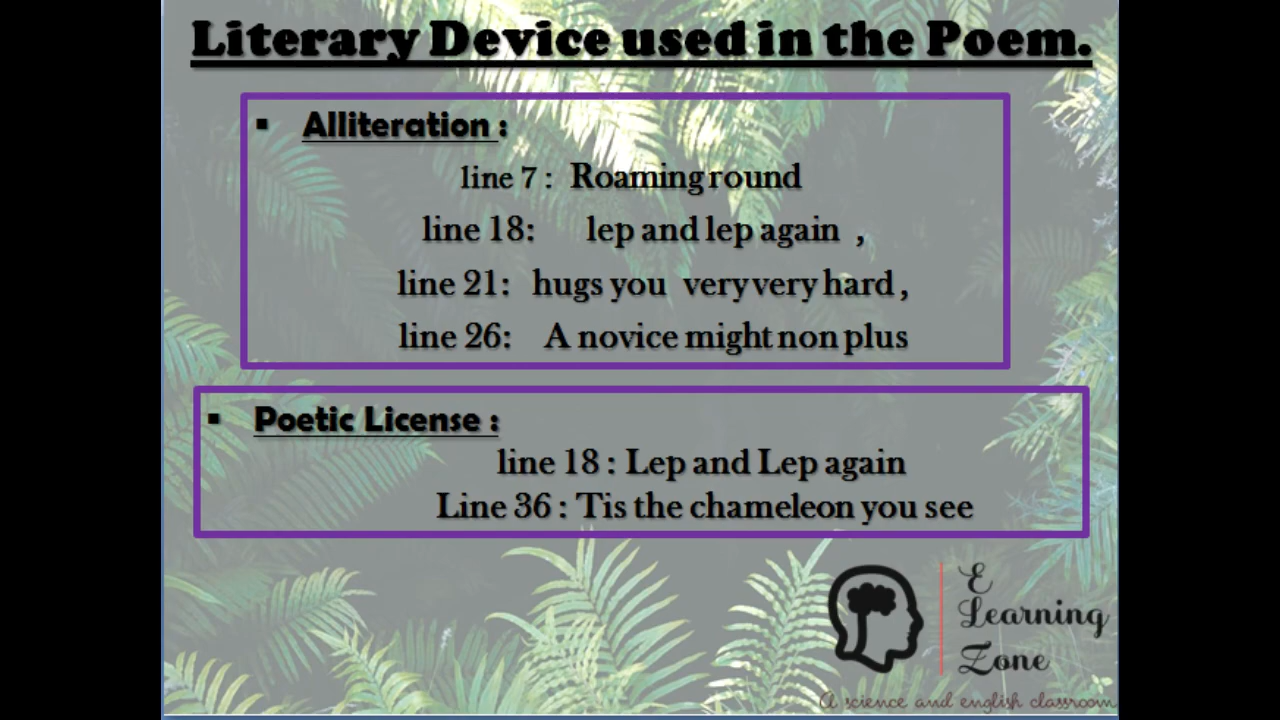 Literary Device used in the Poem.
▪ Alliteration :
line 7 : Roaming round
line 18: lep and lep again ,
line 21: hugs you very very hard ,
line 26: A novice might non plus
▪ Poetic License :
line 18 : Lep and Lep again
Line 36 : Tis the chameleon you see
E
Learning
Zone
A science and english classroom